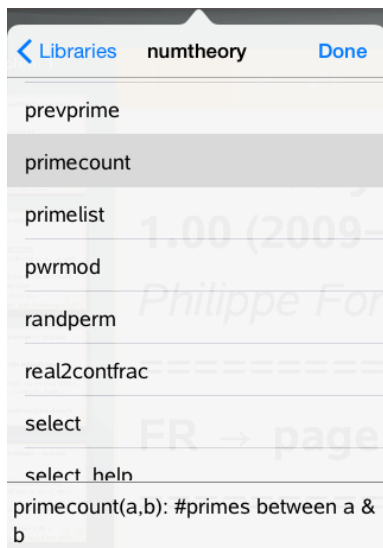 Libraries numtheory Done
prevprime
primecount
primelist
1.00 (2009–
pwrmod
Philippe For
randperm
real2contfrac
select
FR → page
select_help
primecount(a,b): #primes between a &
b